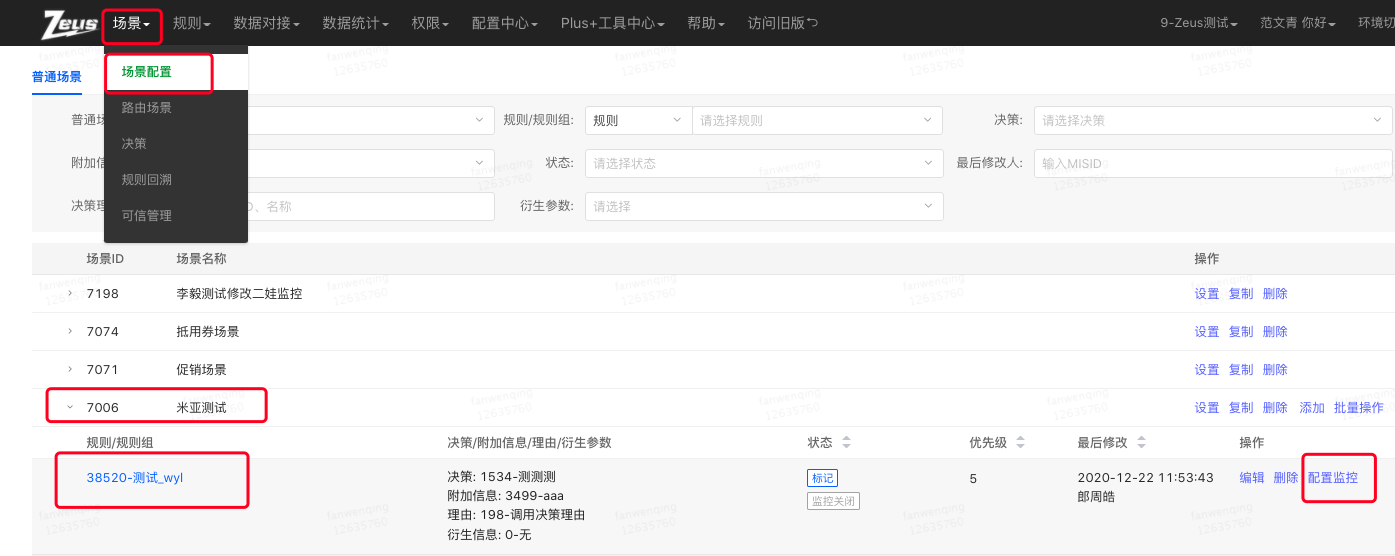 Zeus 场景 规则 数据对接 数据统计 权限 配置中心 Plus+工具中心 帮助 访问旧版 9-Zeus测试 范文青 你好 环境切
普通场景
场景配置
路由场景
决策
规则回溯
可信管理
普通场 规则/规则组: 规则 请选择规则 决策: 请选择决策
附加信 状态: 请选择状态 最后修改人: 输入MISID
决策理 、名称 衍生参数: 请选择
场景ID 场景名称 操作
7198 李毅测试修改二娃监控 设置 复制 删除
7074 抵用券场景 设置 复制 删除
7071 促销场景 设置 复制 删除
7006 米亚测试 设置 复制 删除 添加 批量操作
规则/规则组 决策/附加信息/理由/衍生参数 状态 优先级 最后修改 操作
38520-测试_wyl 决策: 1534-测测测 标记 5 2020-12-22 11:53:43 编辑 删除 配置监控
附加信息: 3499-aaa 监控关闭 郎周皓
理由: 198-调用决策理由
衍生信息: 0-无
fanwenqing
12635760